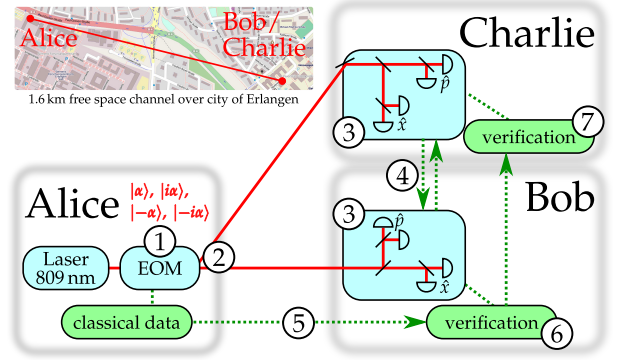 Alice
Bob/
Charlie
1.6 km free space channel over city of Erlangen
Charlie
p̂
x̂
3
verification
7
4
Bob
3
p̂
x̂
verification
6
Alice
|α⟩, |iα⟩,
|−α⟩, |−iα⟩
1
2
Laser
809 nm
EOM
classical data
5